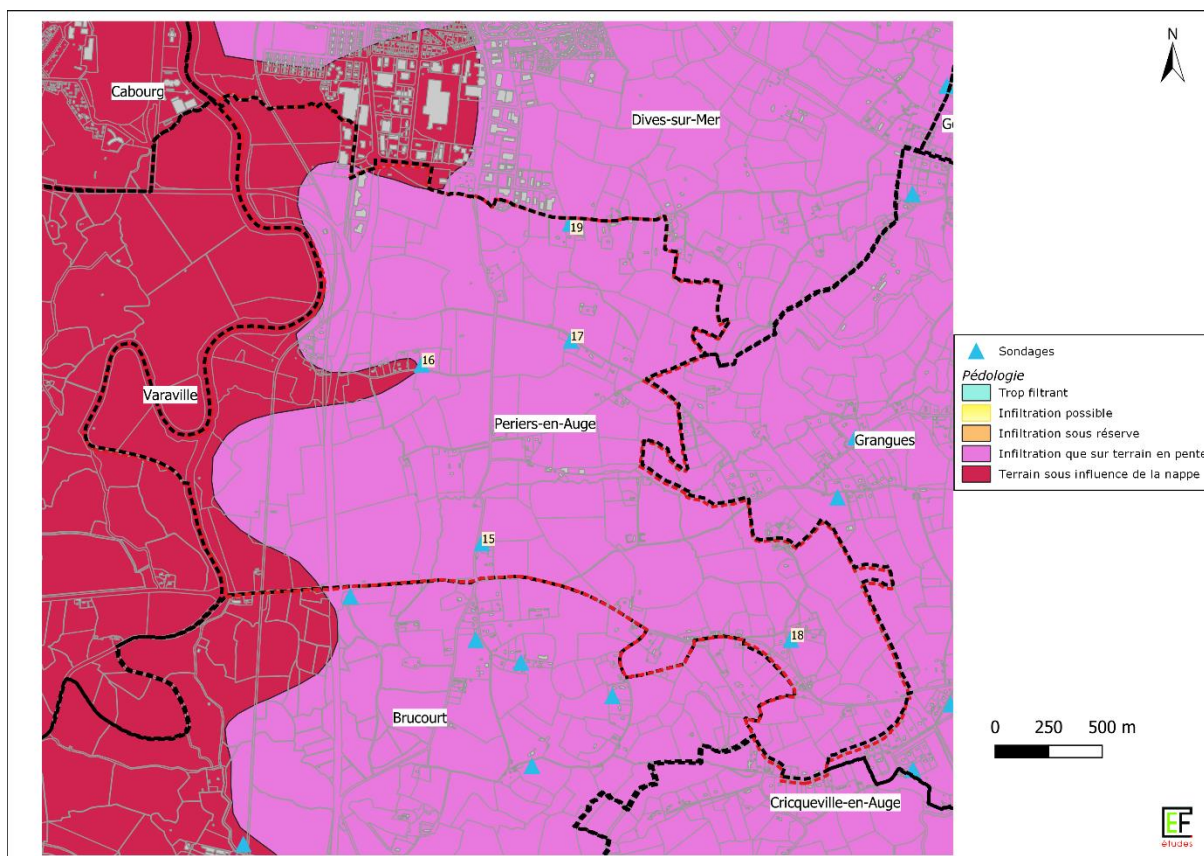 N
Cabourg
Dives-sur-Mer
19
17
16
Varaville
Periers-en-Auge
Grangues
15
18
Brucourt
Cricqueville-en-Auge
Sondages
Pédologie
Trop filtrant
Infiltration possible
Infiltration sous réserve
Infiltration que sur terrain en pente
Terrain sous influence de la nappe
0 250 500 m
EF
études